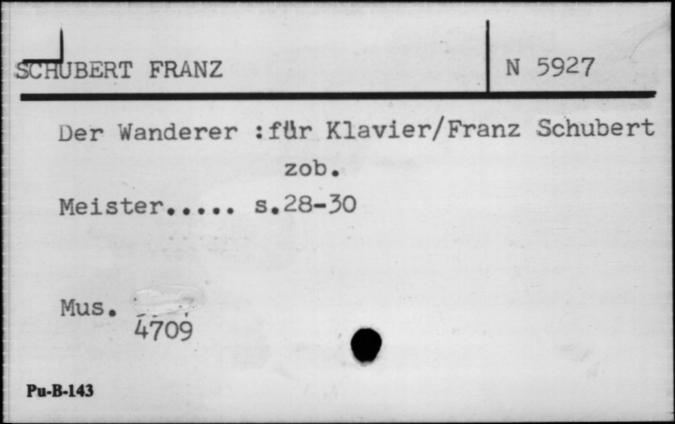 SCHUBERT FRANZ
N 5927
Der Wanderer :für Klavier/Franz Schubert
zob.
Meister..... s.28-30
Mus.
4709
Pu-B-143